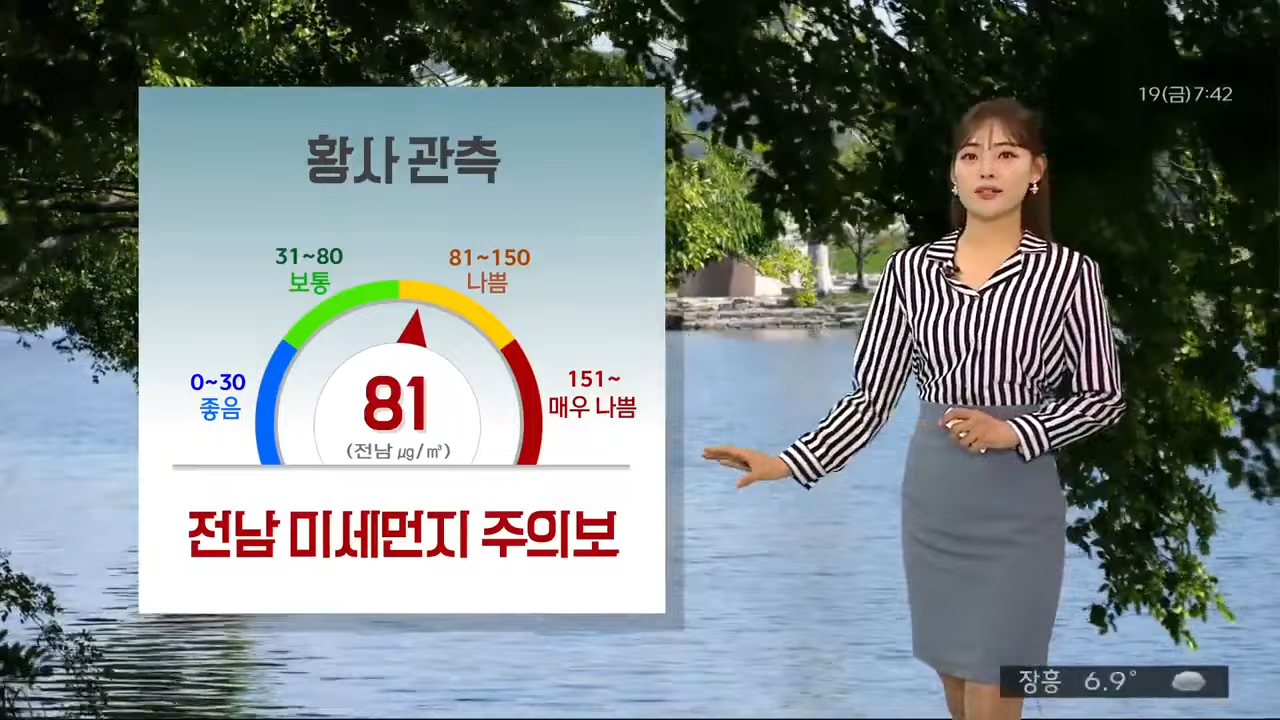 19(금)7:42
황사 관측
31~80
보통
81~150
나쁨
0~30
좋음
151~
매우 나쁨
81
(전남 ㎍/㎥)
전남 미세먼지 주의보
장흥 6.9°